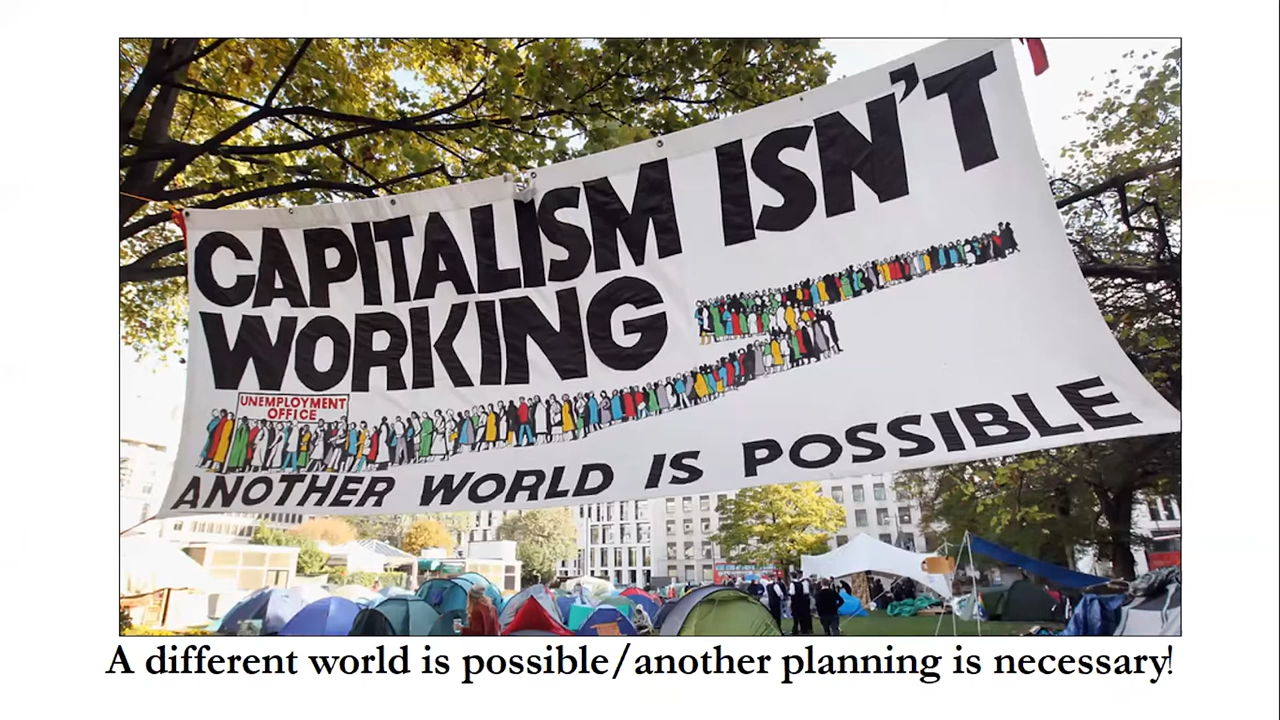 CAPITALISM ISN'T
WORKING
UNEMPLOYMENT
OFFICE
ANOTHER WORLD IS POSSIBLE
A different world is possible/another planning is necessary!